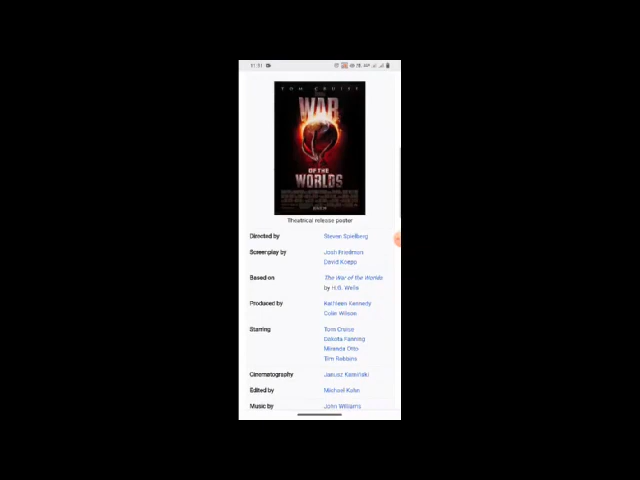 TOM CRUISE
WAR
OF THE
WORLDS
Theatrical release poster
Directed by Steven Spielberg
Screenplay by Josh Friedman
David Koepp
Based on The War of the Worlds
by H.G. Wells
Produced by Kathleen Kennedy
Colin Wilson
Starring Tom Cruise
Dakota Fanning
Miranda Otto
Tim Robbins
Cinematography Janusz Kamiński
Edited by Michael Kahn
Music by John Williams